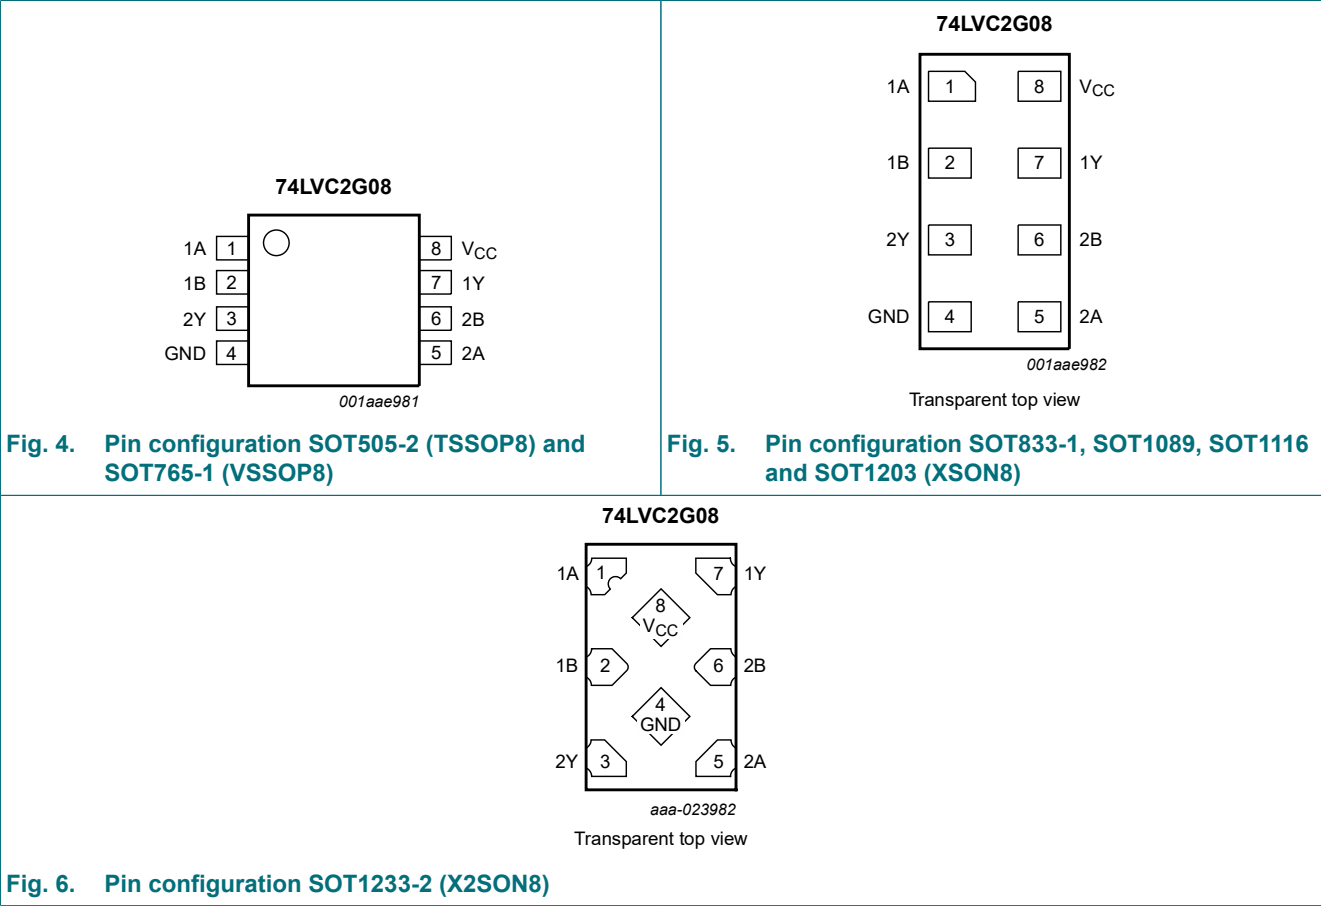 74LVC2G08
1A 1 8 VCC
1B 2 7 1Y
2Y 3 6 2B
GND 4 5 2A
001aae981
Fig. 4. Pin configuration SOT505-2 (TSSOP8) and
SOT765-1 (VSSOP8)
74LVC2G08
1A 1 8 VCC
1B 2 7 1Y
2Y 3 6 2B
GND 4 5 2A
001aae982
Transparent top view
Fig. 5. Pin configuration SOT833-1, SOT1089, SOT1116
and SOT1203 (XSON8)
74LVC2G08
1A 1 7 1Y
8
VCC
1B 2 6 2B
4
GND
2Y 3 5 2A
aaa-023982
Transparent top view
Fig. 6. Pin configuration SOT1233-2 (X2SON8)